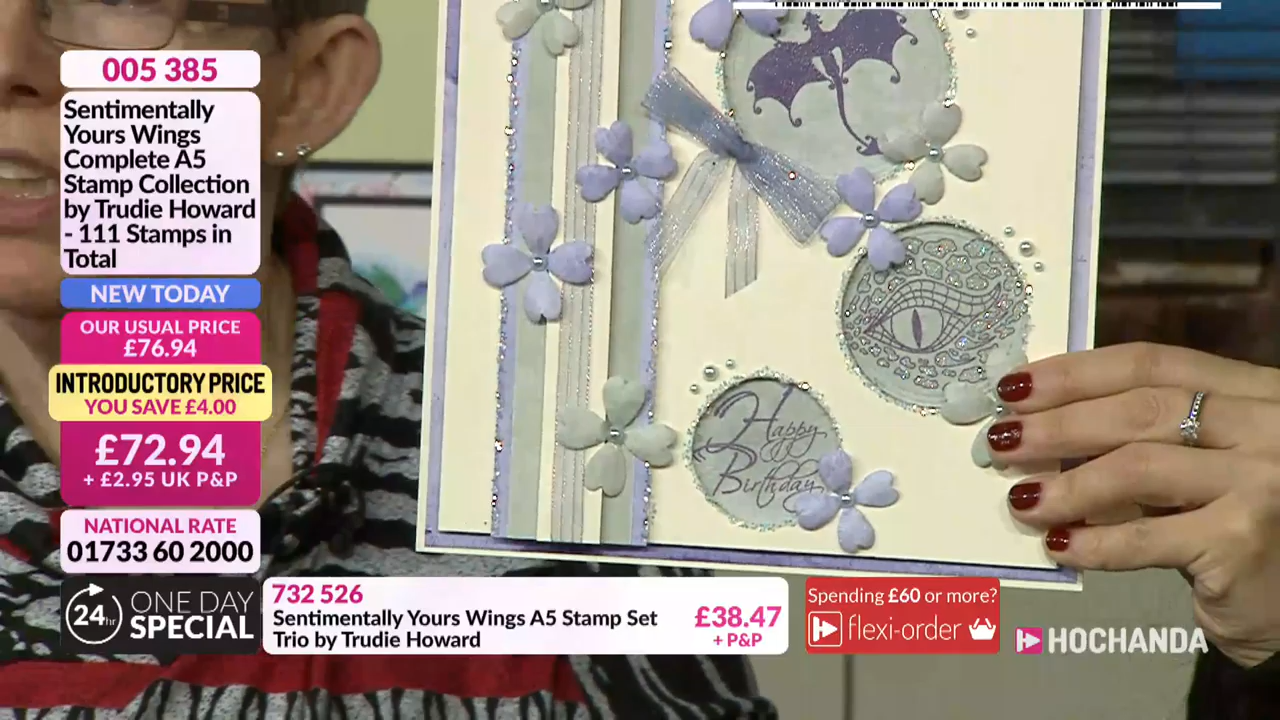 005 385
Sentimentally
Yours Wings
Complete A5
Stamp Collection
by Trudie Howard
- 111 Stamps in
Total
NEW TODAY
OUR USUAL PRICE
£76.94
INTRODUCTORY PRICE
YOU SAVE £4.00
£72.94
+ £2.95 UK P&P
NATIONAL RATE
01733 60 2000
24hr
ONE DAY
SPECIAL
732 526
Sentimentally Yours Wings A5 Stamp Set
Trio by Trudie Howard
£38.47
+ P&P
Spending £60 or more?
flexi-order
HOCHANDA
Happy
Birthday